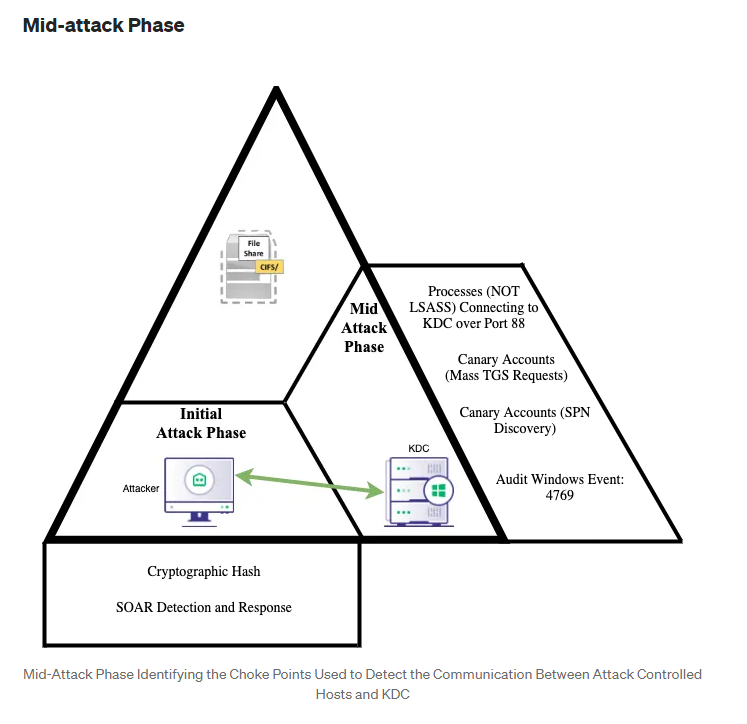 Mid-attack Phase
File
Share
CIFS/
Mid
Attack
Phase
Processes (NOT
LSASS) Connecting to
KDC over Port 88
Canary Accounts
(Mass TGS Requests)
Canary Accounts (SPN
Discovery)
Audit Windows Event:
4769
Initial
Attack Phase
Attacker
KDC
Cryptographic Hash
SOAR Detection and Response
Mid-Attack Phase Identifying the Choke Points Used to Detect the Communication Between Attack Controlled
Hosts and KDC